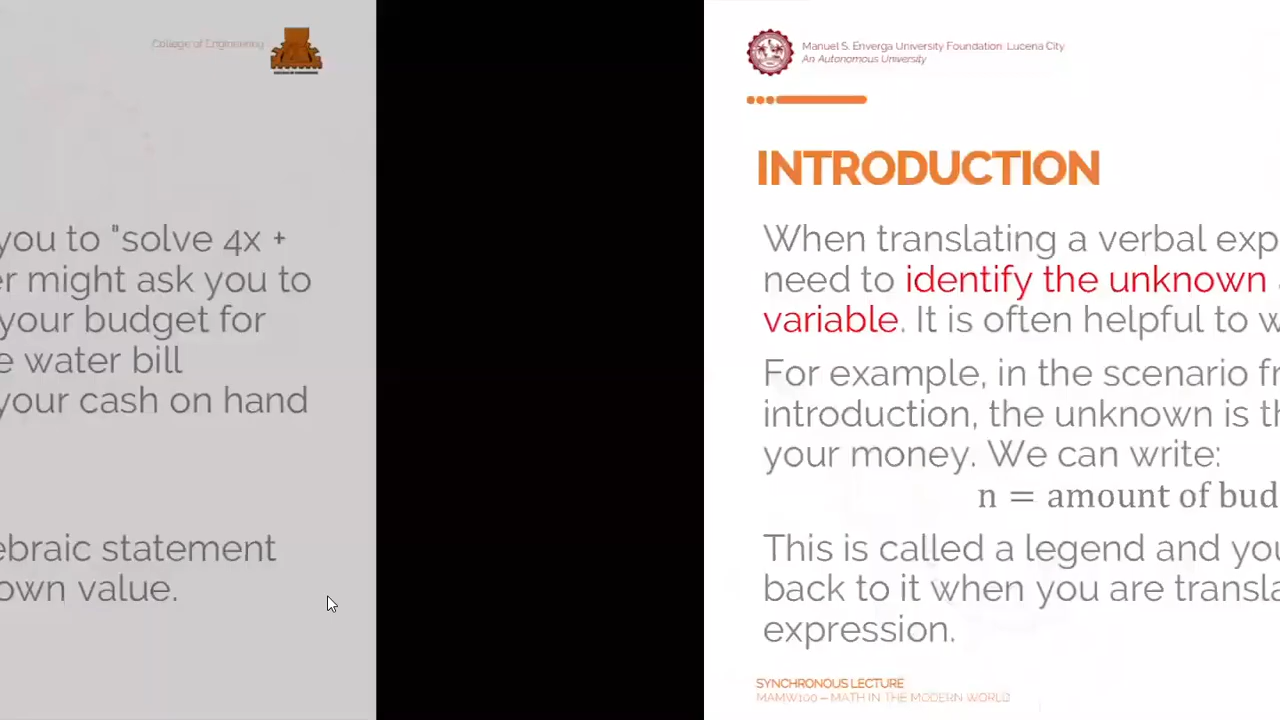 College of Engineering
you to "solve 4x +
er might ask you to
your budget for
e water bill
your cash on hand
ebraic statement
own value.
Manuel S. Enverga University Foundation Lucena City
An Autonomous University
INTRODUCTION
When translating a verbal exp
need to identify the unknown
variable. It is often helpful to w
For example, in the scenario fr
introduction, the unknown is th
your money. We can write:
n = amount of bud
This is called a legend and you
back to it when you are transla
expression.
SYNCHRONOUS LECTURE
MAMW100 – MATH IN THE MODERN WORLD